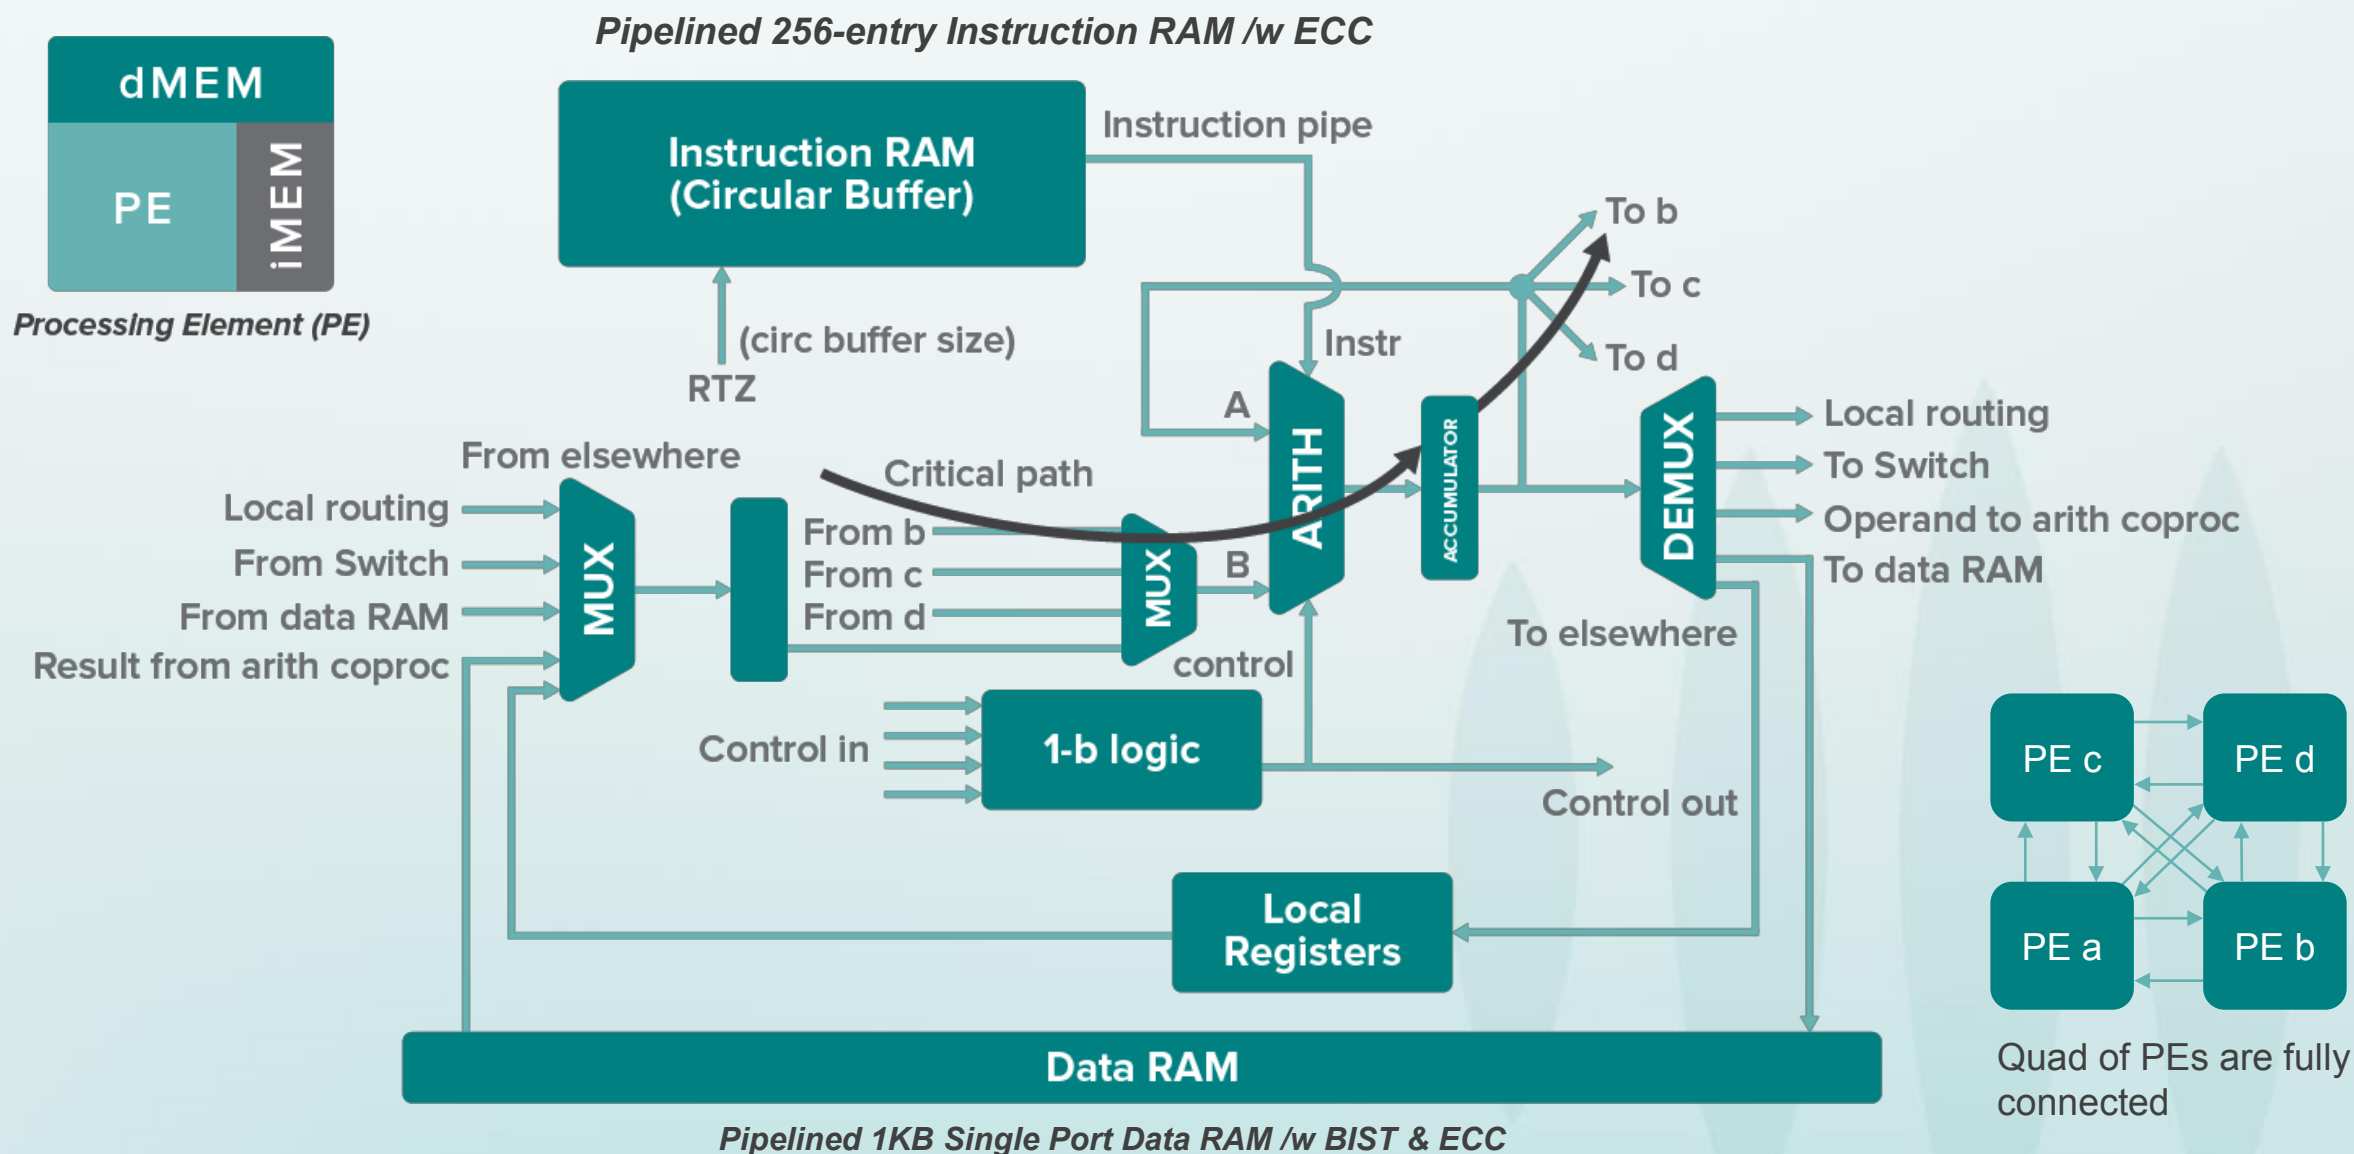 Pipelined 256-entry Instruction RAM /w ECC
dMEM
PE
iMEM
Processing Element (PE)
Instruction RAM
(Circular Buffer)
Instruction pipe
(circ buffer size)
RTZ
To b
To c
To d
Instr
A
From elsewhere
Critical path
Local routing
From Switch
From data RAM
Result from arith coproc
MUX
From b
From c
From d
MUX
B
ARITH
ACCUMULATOR
DEMUX
Local routing
To Switch
Operand to arith coproc
To data RAM
To elsewhere
control
Control in
1-b logic
Control out
Local
Registers
Data RAM
Pipelined 1KB Single Port Data RAM /w BIST & ECC
PE c
PE d
PE a
PE b
Quad of PEs are fully
connected